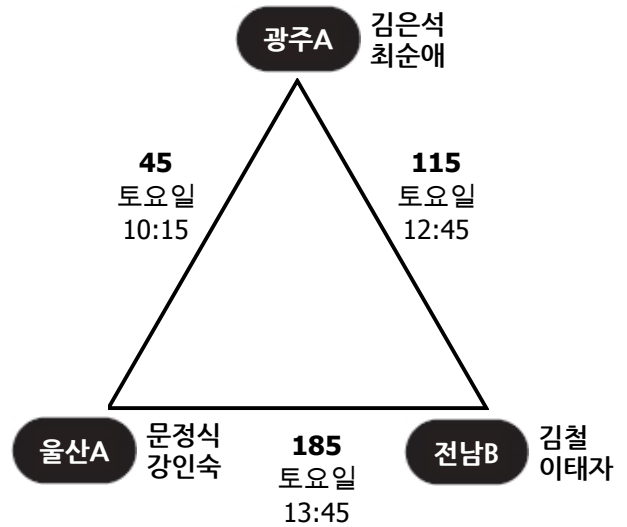 광주A
김은석
최순애
45
토요일
10:15
115
토요일
12:45
울산A
문정식
강인숙
185
토요일
13:45
전남B
김철
이태자